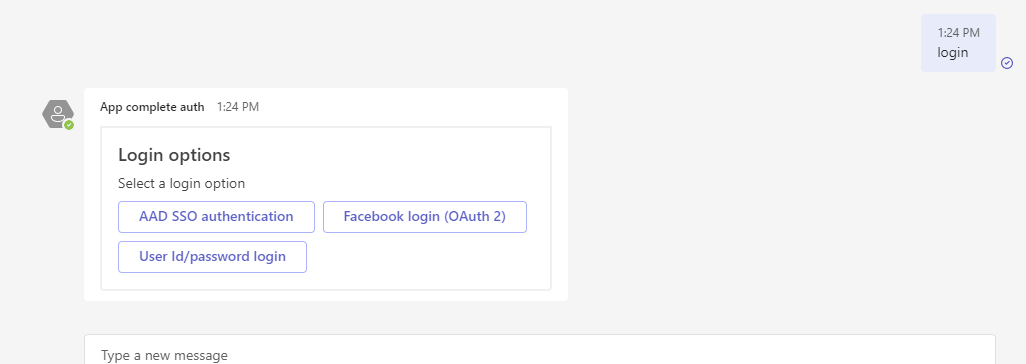 1:24 PM
login
App complete auth 1:24 PM
Login options
Select a login option
AAD SSO authentication Facebook login (OAuth 2)
User Id/password login
Type a new message